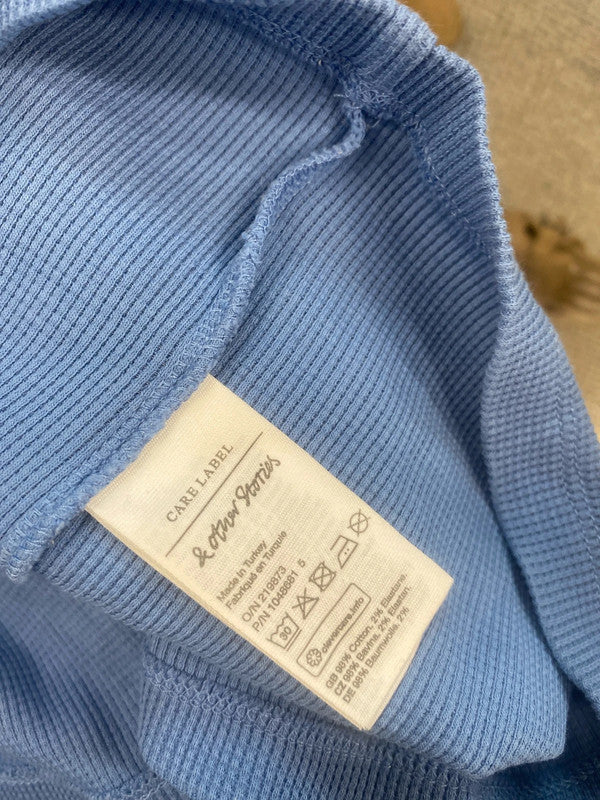 CARE LABEL
& other Stories
Made in Turkey
Fabriqué en Turquie
O/N 219873
P/N 1048681 5
30
clevercare.info
GB 98% Cotton, 2% Elastane
CZ 98% Bavlna, 2% Elastan.
DE 98% Baumwolle, 2%